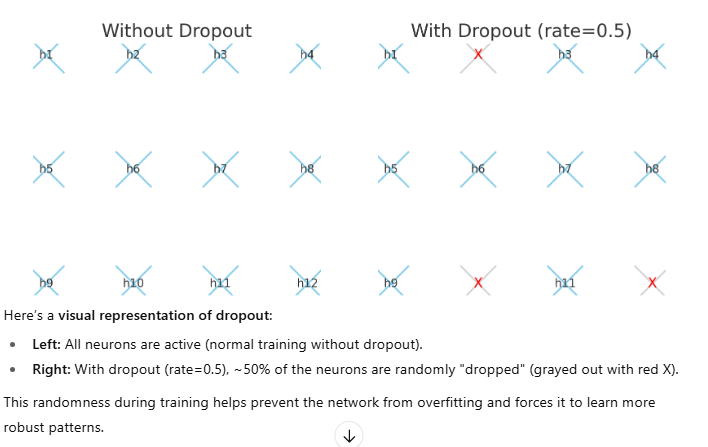 Without Dropout With Dropout (rate=0.5)
h1 h2 h3 h4 h1 X h3 h4
h5 h6 h7 h8 h5 h6 h7 h8
h9 h10 h11 h12 h9 X h11 X
Here's a visual representation of dropout:
• Left: All neurons are active (normal training without dropout).
• Right: With dropout (rate=0.5), ~50% of the neurons are randomly "dropped" (grayed out with red X).
This randomness during training helps prevent the network from overfitting and forces it to learn more
robust patterns.